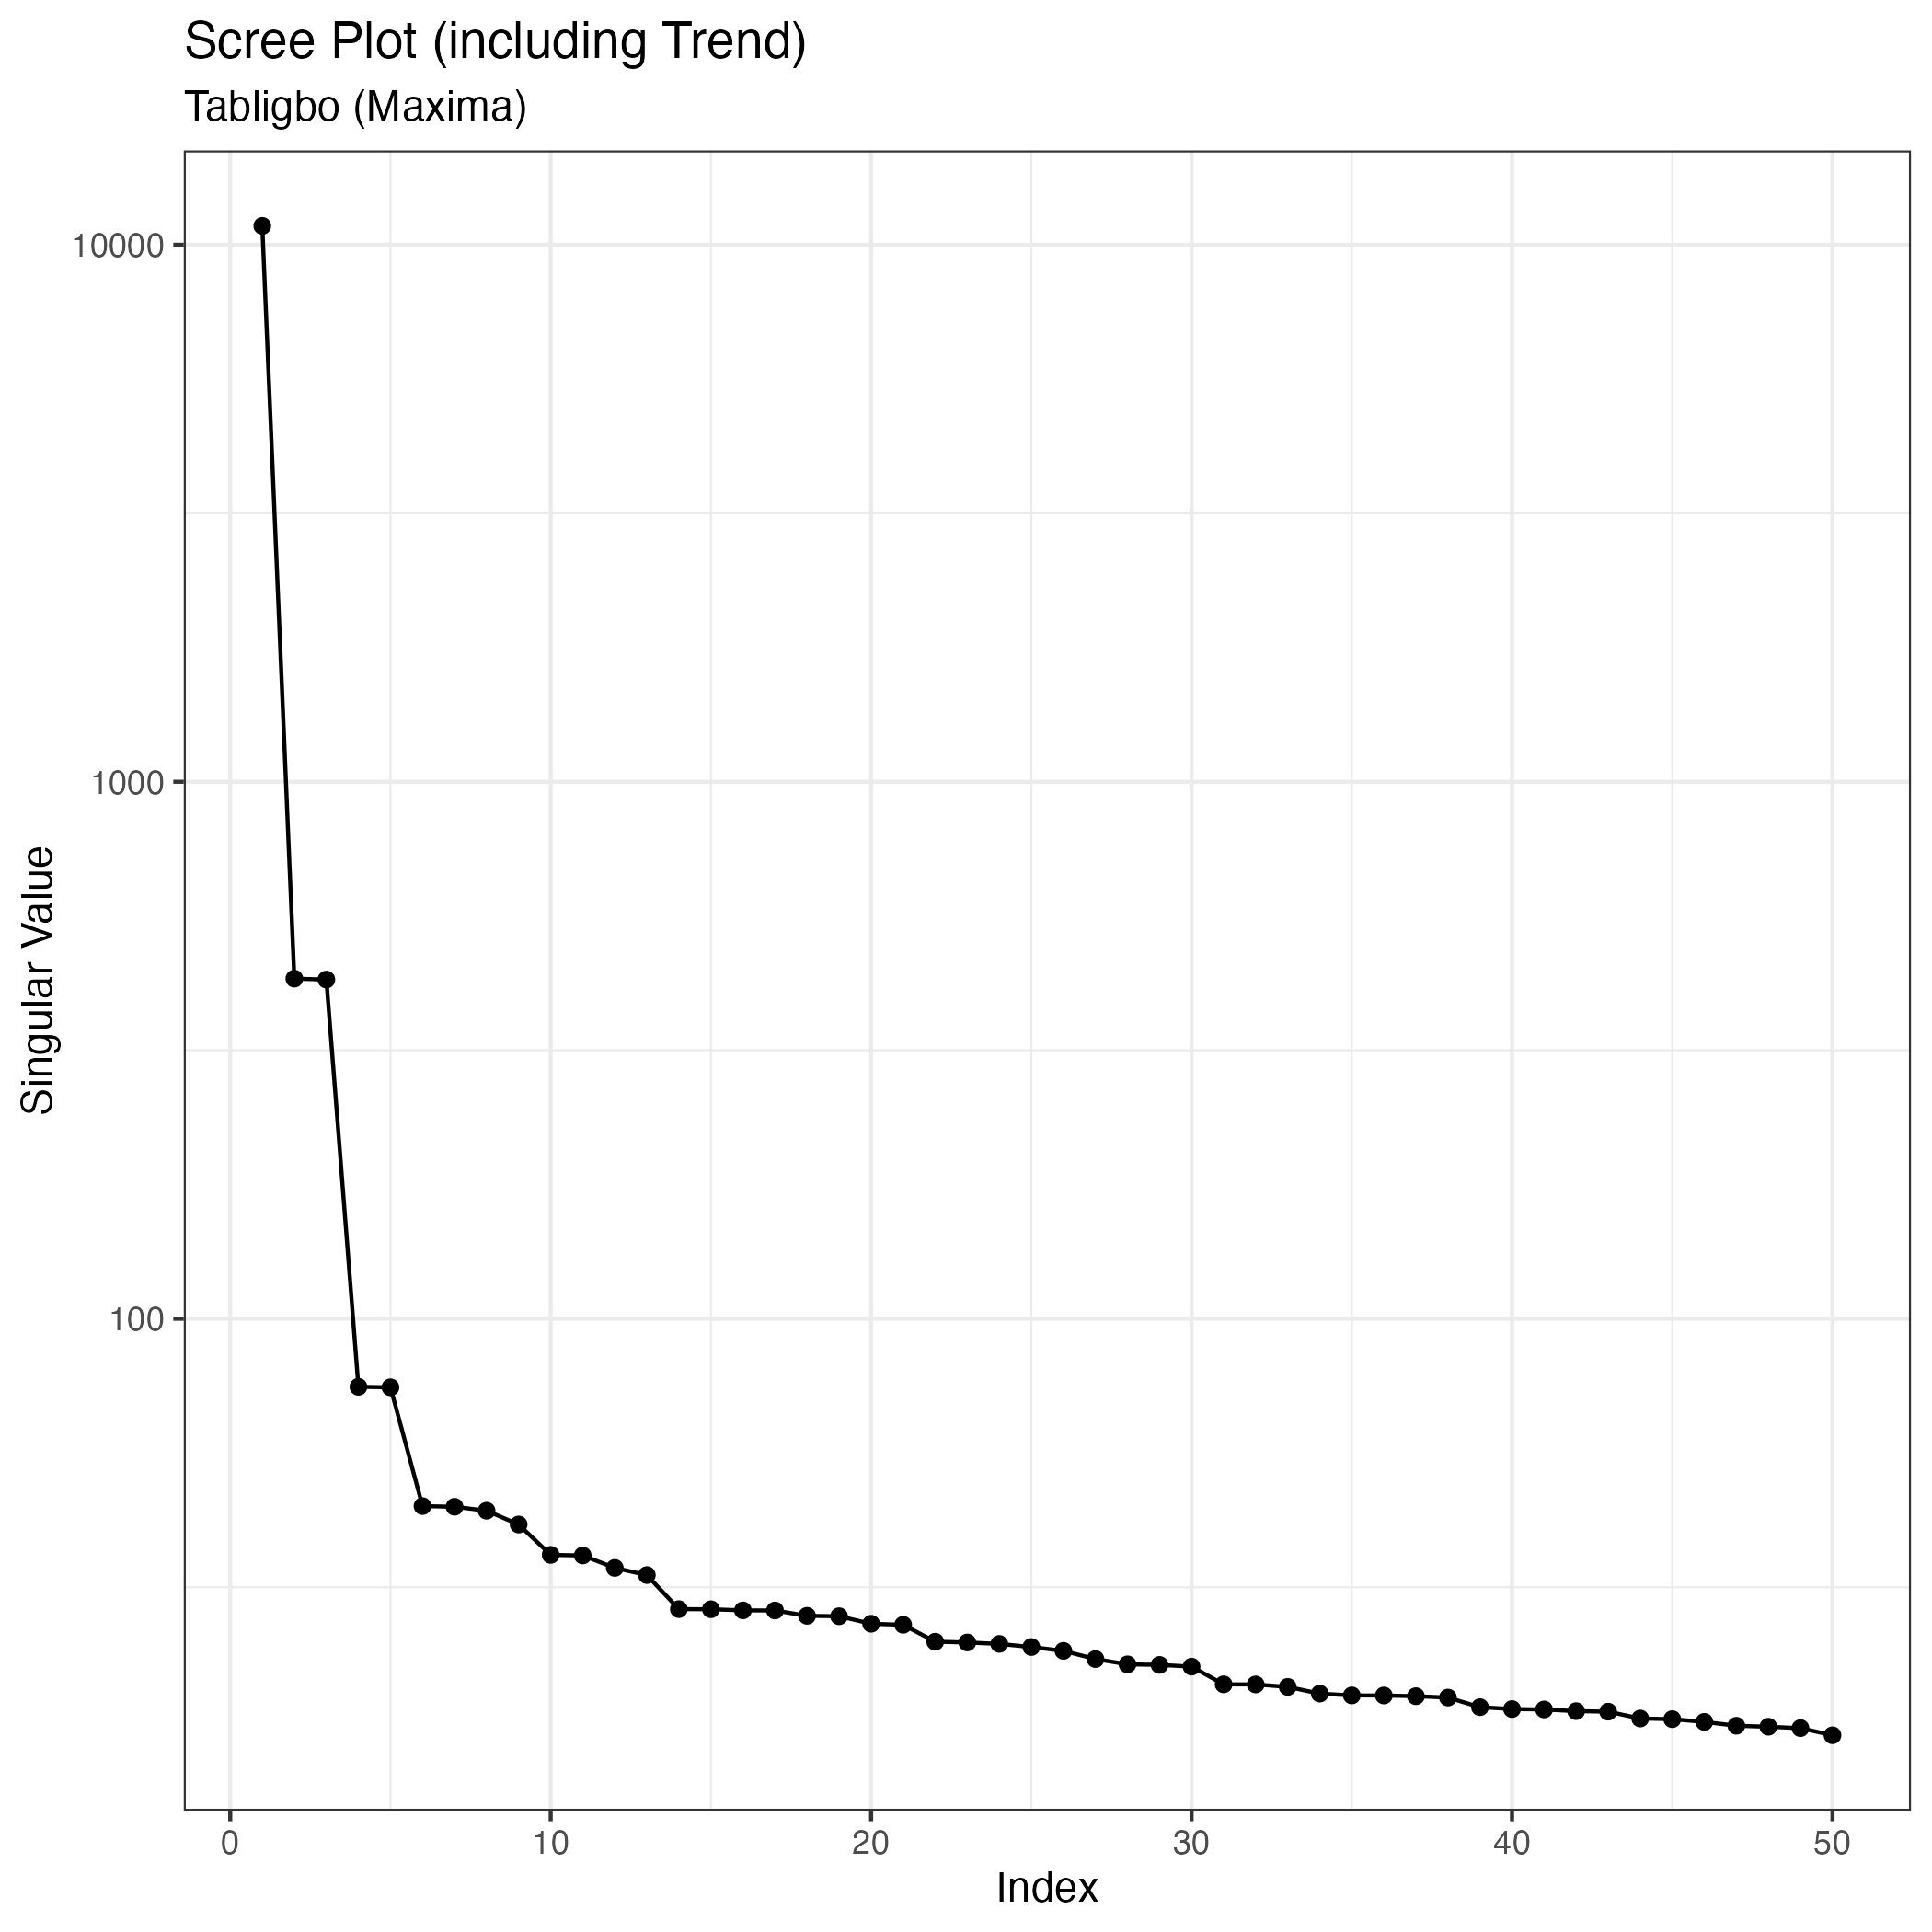 Scree Plot (including Trend)
Tabligbo (Maxima)
10000
1000
100
Singular Value
0 10 20 30 40 50
Index